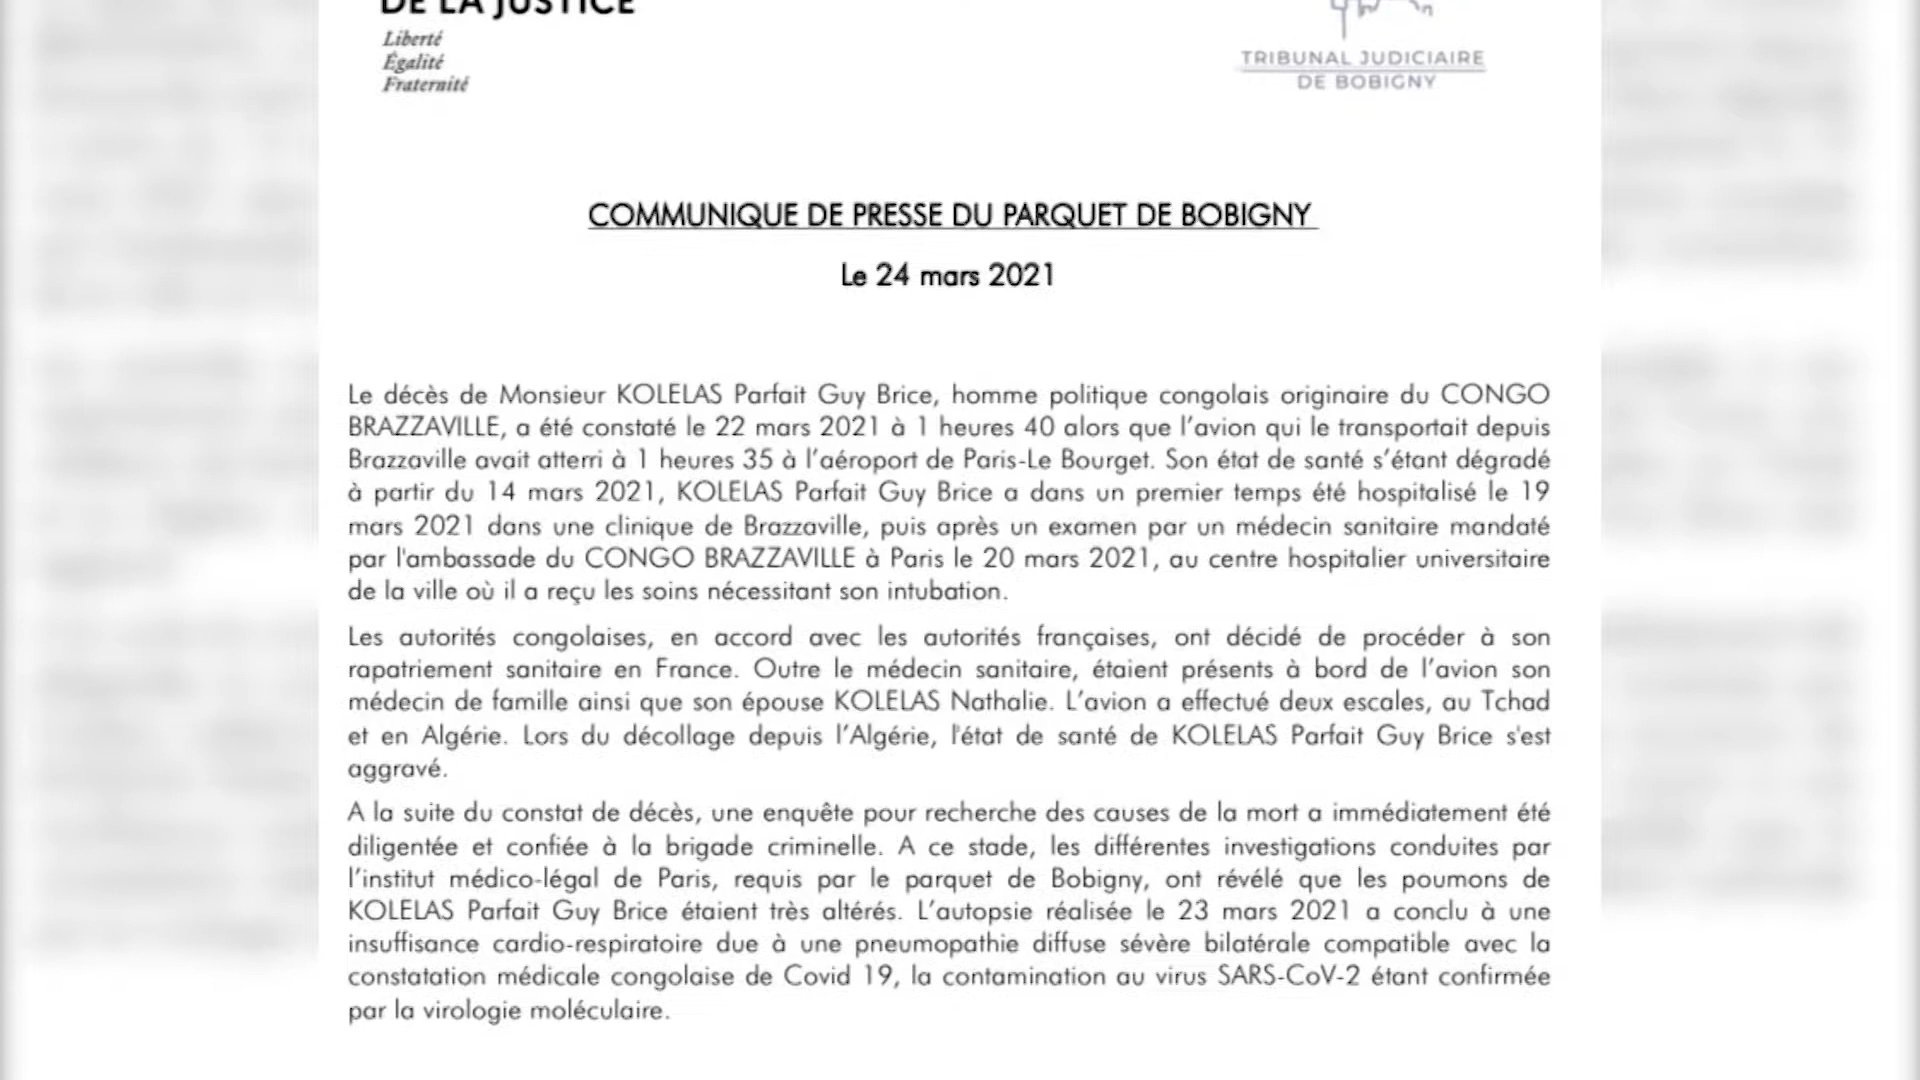 DE LA JUSTICE
Liberté
Égalité
Fraternité
TRIBUNAL JUDICIAIRE
DE BOBIGNY
COMMUNIQUE DE PRESSE DU PARQUET DE BOBIGNY
Le 24 mars 2021
Le décès de Monsieur KOLELAS Parfait Guy Brice, homme politique congolais originaire du CONGO
BRAZZAVILLE, a été constaté le 22 mars 2021 à 1 heures 40 alors que l’avion qui le transportait depuis
Brazzaville avait atterri à 1 heures 35 à l’aéroport de Paris-Le Bourget. Son état de santé s’étant dégradé
à partir du 14 mars 2021, KOLELAS Parfait Guy Brice a dans un premier temps été hospitalisé le 19
mars 2021 dans une clinique de Brazzaville, puis après un examen par un médecin sanitaire mandaté
par l'ambassade du CONGO BRAZZAVILLE à Paris le 20 mars 2021, au centre hospitalier universitaire
de la ville où il a reçu les soins nécessitant son intubation.
Les autorités congolaises, en accord avec les autorités françaises, ont décidé de procéder à son
rapatriement sanitaire en France. Outre le médecin sanitaire, étaient présents à bord de l’avion son
médecin de famille ainsi que son épouse KOLELAS Nathalie. L’avion a effectué deux escales, au Tchad
et en Algérie. Lors du décollage depuis l’Algérie, l'état de santé de KOLELAS Parfait Guy Brice s'est
aggravé.
A la suite du constat de décès, une enquête pour recherche des causes de la mort a immédiatement été
diligentée et confiée à la brigade criminelle. A ce stade, les différentes investigations conduites par
l’institut médico-légal de Paris, requis par le parquet de Bobigny, ont révélé que les poumons de
KOLELAS Parfait Guy Brice étaient très altérés. L’autopsie réalisée le 23 mars 2021 a conclu à une
insuffisance cardio-respiratoire due à une pneumopathie diffuse sévère bilatérale compatible avec la
constatation médicale congolaise de Covid 19, la contamination au virus SARS-CoV-2 étant confirmée
par la virologie moléculaire.